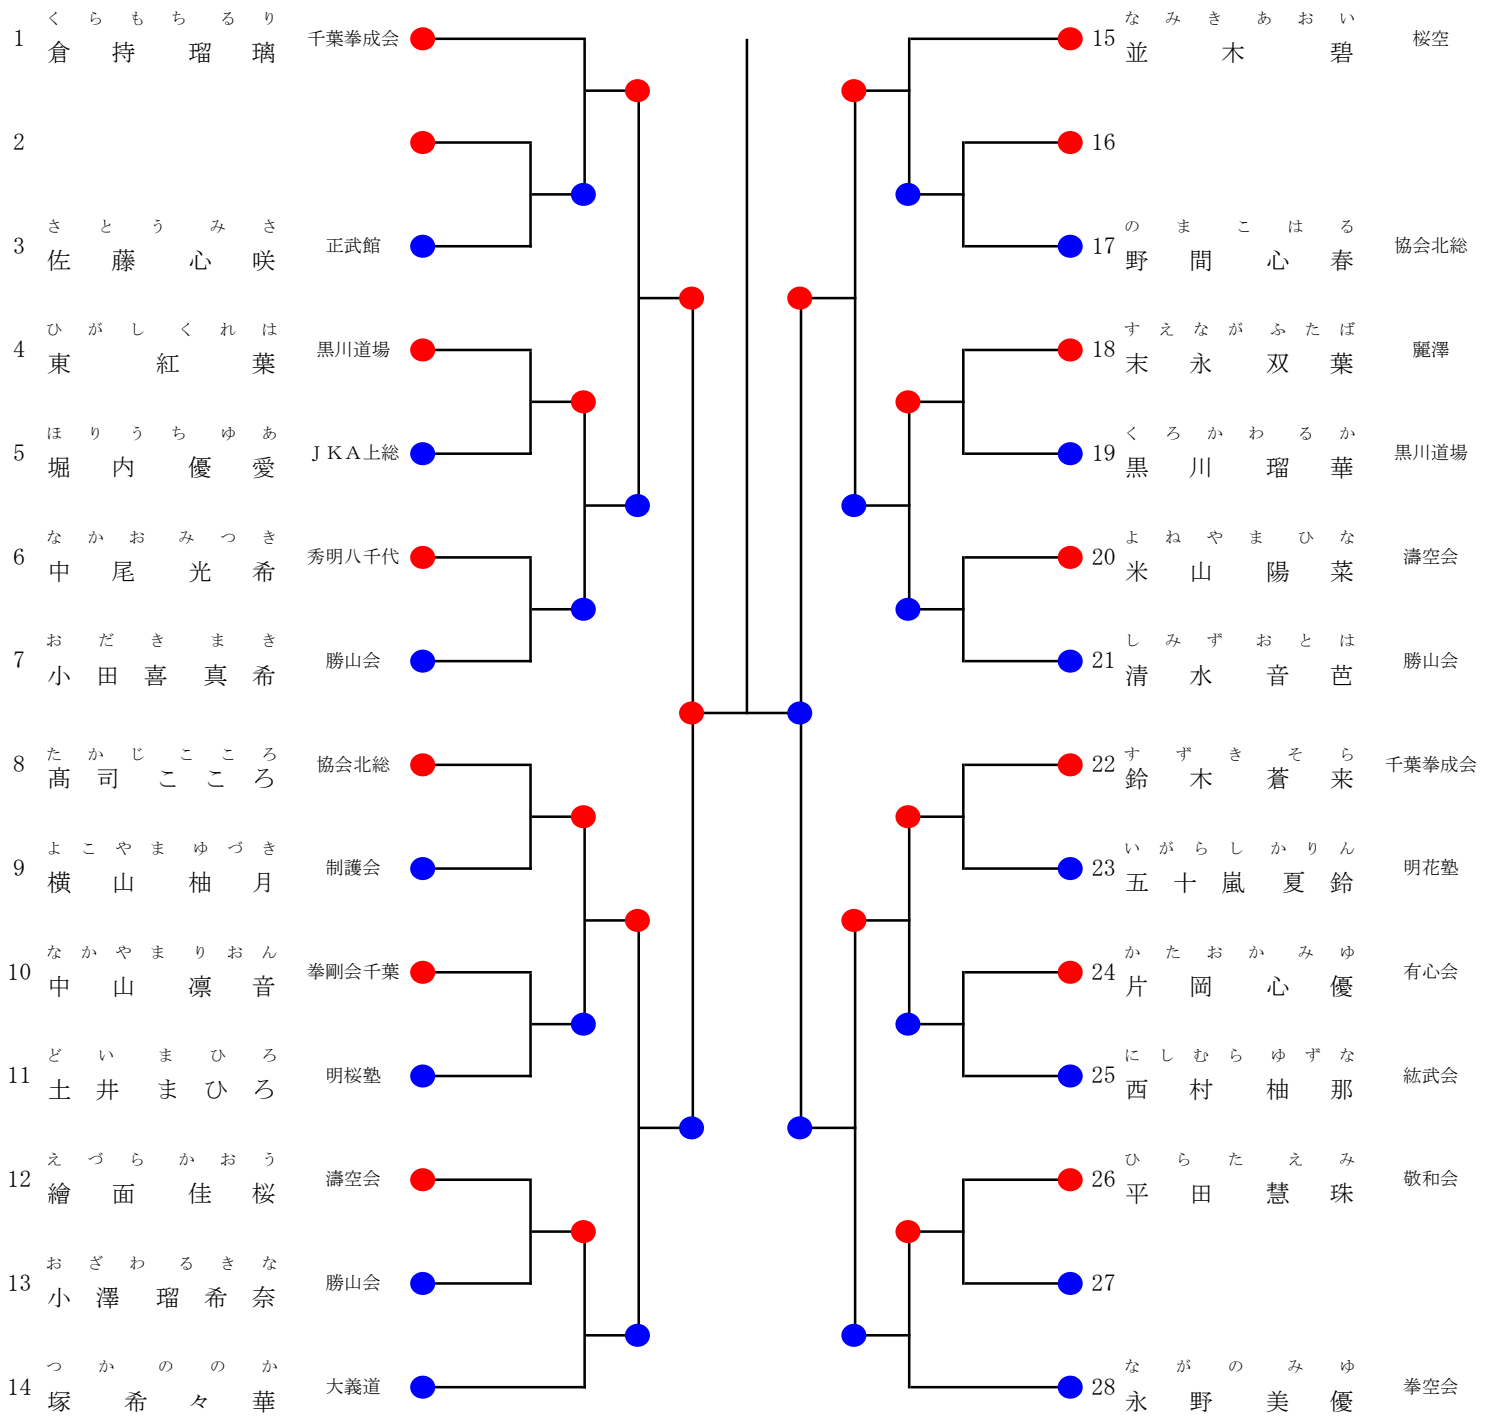 くらもちるり
1 倉持瑠璃 千葉拳成会
2
さとうみさ
3 佐藤心咲 正武館
ひがしくれは
4 東紅葉 黒川道場
ほりうちゆあ
5 堀内優愛 ＪＫＡ上総
なかおみつき
6 中尾光希 秀明八千代
おだきまき
7 小田喜真希 勝山会
たかじこころ
8 髙司こころ 協会北総
よこやまゆづき
9 横山柚月 制護会
なかやまりおん
10 中山凛音 拳剛会千葉
どいまひろ
11 土井まひろ 明桜塾
えづらかおう
12 繪面佳桜 濤空会
おざわるきな
13 小澤瑠希奈 勝山会
つかののか
14 塚希々華 大義道
なみきあおい
15 並木碧 桜空
16
のまこはる
17 野間心春 協会北総
すえながふたば
18 末永双葉 麗澤
くろかわるか
19 黒川瑠華 黒川道場
よねやまひな
20 米山陽菜 濤空会
しみずおとは
21 清水音芭 勝山会
すずきそら
22 鈴木蒼来 千葉拳成会
いがらしかりん
23 五十嵐夏鈴 明花塾
かたおかみゆ
24 片岡心優 有心会
にしむらゆずな
25 西村柚那 紘武会
ひらたえみ
26 平田慧珠 敬和会
27
ながのみゆ
28 永野美優 拳空会